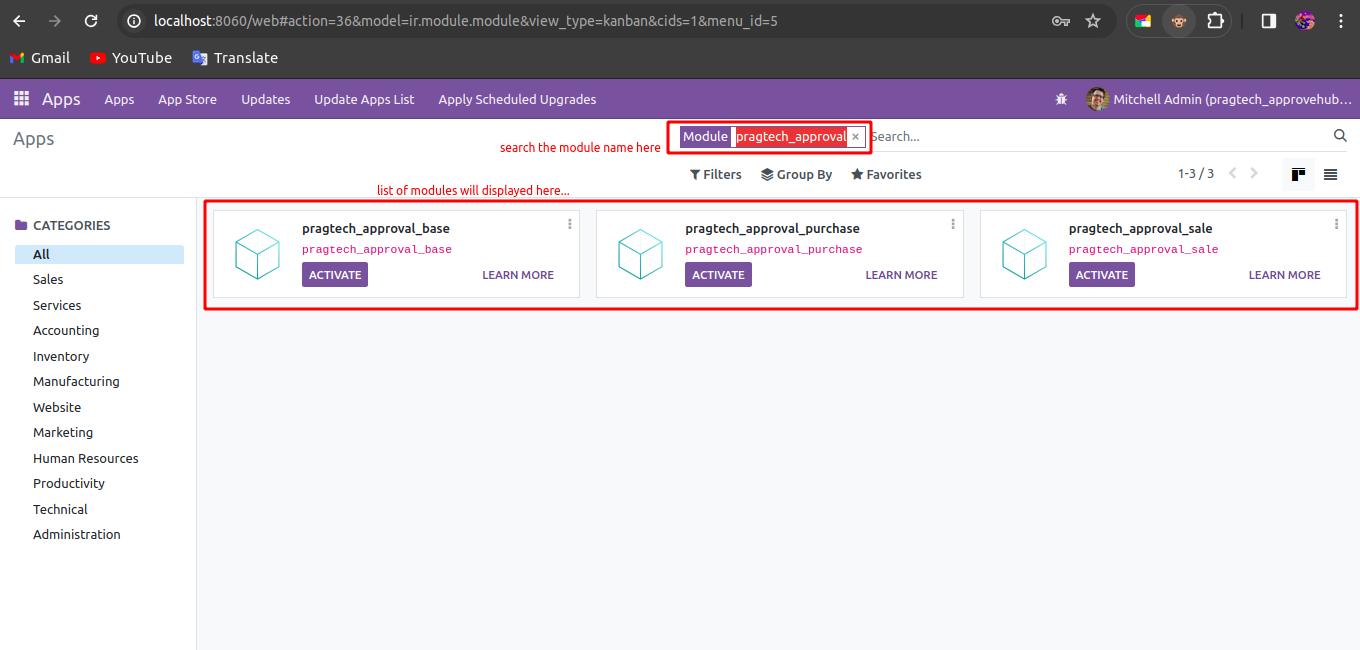 localhost:8060/web#action=36&model=ir.module.module&view_type=kanban&cids=1&menu_id=5
Gmail YouTube Translate
Apps Apps App Store Updates Update Apps List Apply Scheduled Upgrades Mitchell Admin (pragtech_approvehub...
Apps
search the module name here
Module pragtech_approval × Search...
list of modules will displayed here...
Filters Group By Favorites 1-3 / 3
CATEGORIES
All
Sales
Services
Accounting
Inventory
Manufacturing
Website
Marketing
Human Resources
Productivity
Technical
Administration
pragtech_approval_base
pragtech_approval_base
ACTIVATE LEARN MORE
pragtech_approval_purchase
pragtech_approval_purchase
ACTIVATE LEARN MORE
pragtech_approval_sale
pragtech_approval_sale
ACTIVATE LEARN MORE